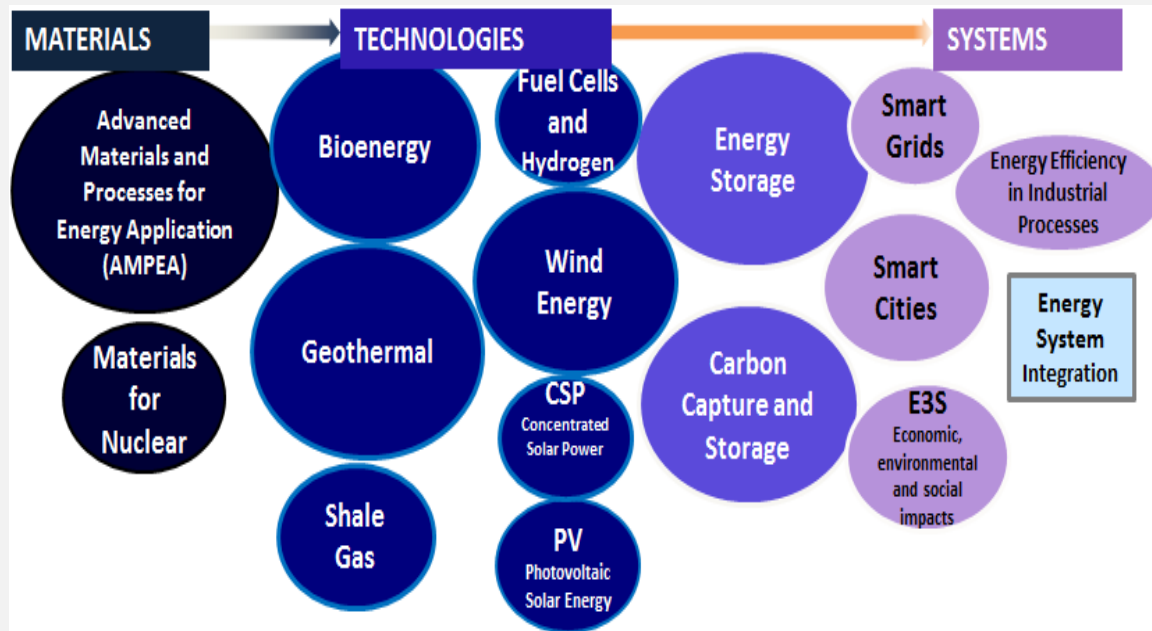 MATERIALS
TECHNOLOGIES
SYSTEMS
Advanced
Materials and
Processes for
Energy Application
(AMPEA)
Materials
for
Nuclear
Bioenergy
Geothermal
Shale
Gas
Fuel Cells
and
Hydrogen
Wind
Energy
CSP
Concentrated
Solar Power
PV
Photovoltaic
Solar Energy
Energy
Storage
Carbon
Capture and
Storage
Smart
Grids
Smart
Cities
E3S
Economic,
environmental
and social
impacts
Energy Efficiency
in Industrial
Processes
Energy
System
Integration